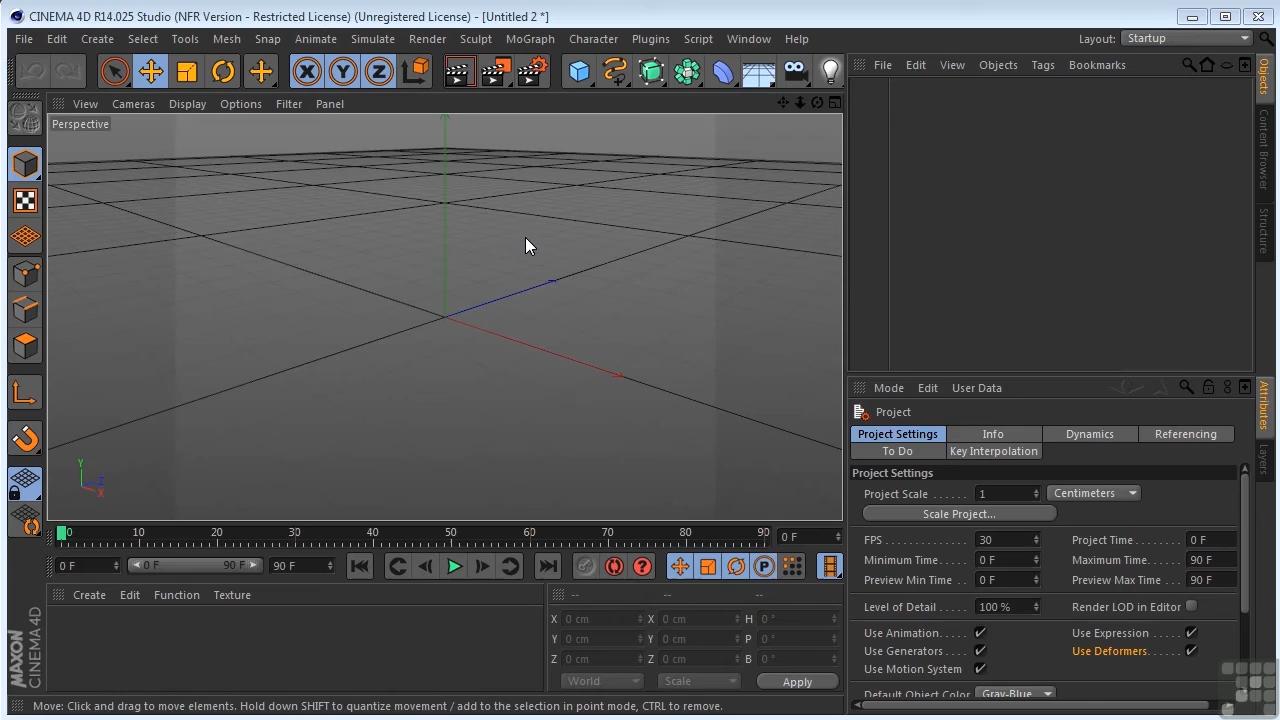 CINEMA 4D R14.025 Studio (NFR Version - Restricted License) (Unregistered License) - [Untitled 2 *]
File Edit Create Select Tools Mesh Snap Animate Simulate Render Sculpt MoGraph Character Plugins Script Window Help Layout: Startup
X Y Z
File Edit View Objects Tags Bookmarks
Objects
Content Browser
Structure
View Cameras Display Options Filter Panel
Perspective
Y
Z
X
Mode Edit User Data
Attributes
Layers
Project
Project Settings Info Dynamics Referencing
To Do Key Interpolation
Project Settings
Project Scale ...... 1 Centimeters
Scale Project...
FPS 30 Project Time 0 F
Minimum Time 0 F Maximum Time 90 F
Preview Min Time 0 F Preview Max Time 90 F
Level of Detail 100 % Render LOD in Editor
Use Animation Use Expression
Use Generators Use Deformers
Use Motion System
Default Object Color Gray-Blue
0 10 20 30 40 50 60 70 80 90 0 F
0 F 0 F 90 F 90 F
? P
Create Edit Function Texture
-- -- --
X 0 cm X 0 cm H 0 °
Y 0 cm Y 0 cm P 0 °
Z 0 cm Z 0 cm B 0 °
World Scale Apply
MAXON
CINEMA 4D
Move: Click and drag to move elements. Hold down SHIFT to quantize movement / add to the selection in point mode, CTRL to remove.